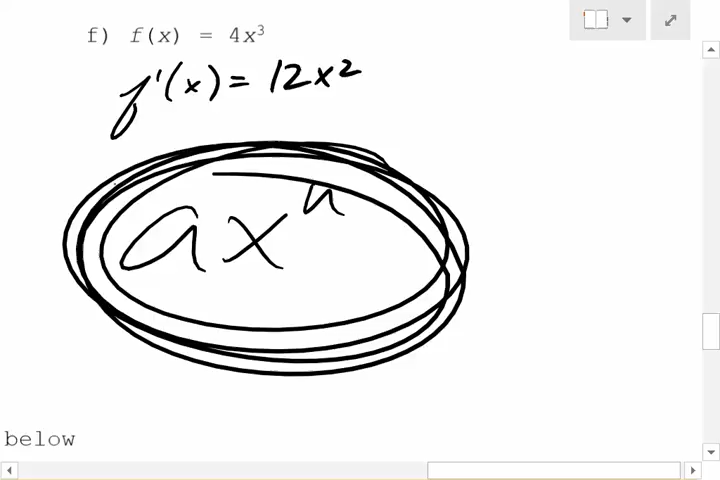 f) f(x) = 4x³
f'(x) = 12x²
axⁿ
below